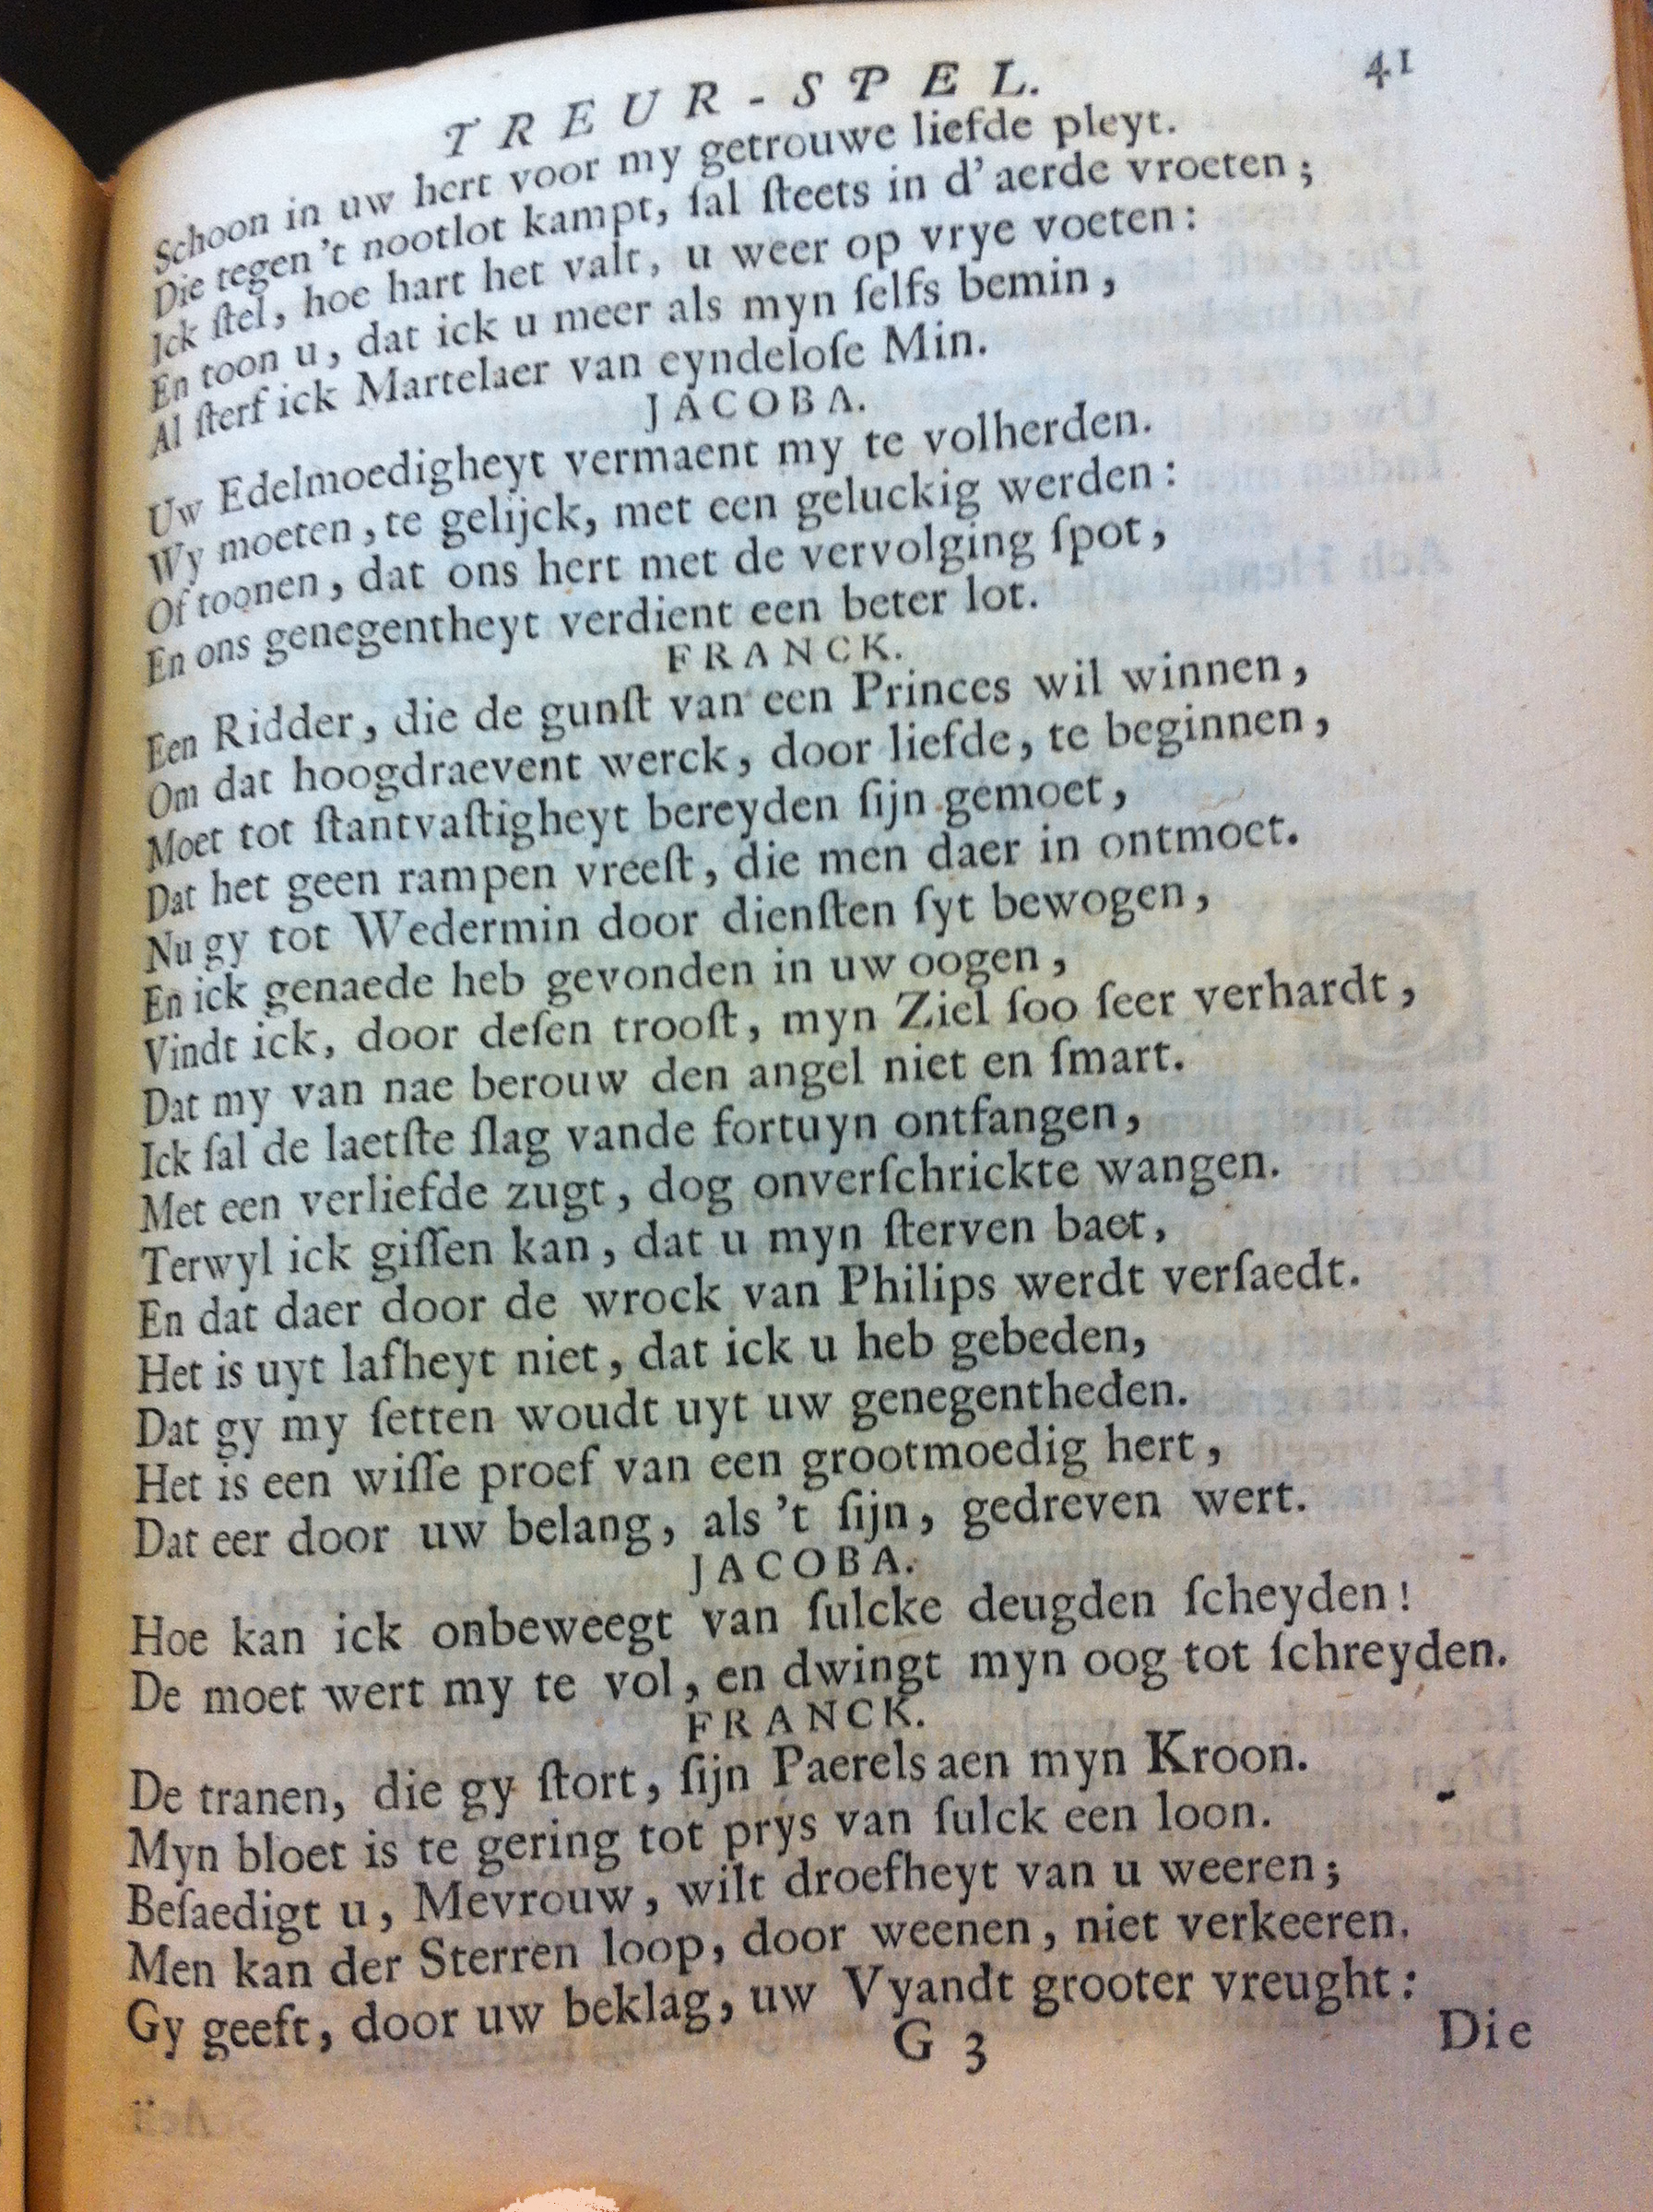 TREUR-SPEL. 41
Schoon in uw hert voor my getrouwe liefde pleyt.
Die tegen 't nootlot kampt, ſal ſteets in d' aerde vroeten ;
Ick ſtel, hoe hart het valt, u weer op vrye voeten :
En toon u, dat ick u meer als myn ſelfs bemin ,
Al ſterf ick Martelaer van eyndeloſe Min.
JACOBA.
Uw Edelmoedigheyt vermaent my te volherden.
Wy moeten , te gelijck, met een geluckig werden :
Of toonen , dat ons hert met de vervolging ſpot ,
En ons genegentheyt verdient een beter lot.
FRANCK.
Een Ridder , die de gunſt van een Princes wil winnen ,
Om dat hoogdraevent werck, door liefde, te beginnen ,
Moet tot ſtantvaſtigheyt bereyden ſijn gemoet ,
Dat het geen rampen vreeſt , die men daer in ontmoet.
Nu gy tot Wedermin door dienſten ſyt bewogen ,
En ick genaede heb gevonden in uw oogen ,
Vindt ick, door deſen trooſt, myn Ziel ſoo ſeer verhardt ,
Dat my van nae berouw den angel niet en ſmart.
Ick ſal de laetſte ſlag vande fortuyn ontfangen ,
Met een verliefde zugt , dog onverſchrickte wangen.
Terwyl ick giſſen kan , dat u myn ſterven baet ,
En dat daer door de wrock van Philips werdt verſaedt.
Het is uyt lafheyt niet , dat ick u heb gebeden,
Dat gy my ſetten woudt uyt uw genegentheden.
Het is een wiſſe proef van een grootmoedig hert ,
Dat eer door uw belang, als 't ſijn, gedreven wert.
JACOBA.
Hoe kan ick onbeweegt van ſulcke deugden ſcheyden !
De moet wert my te vol, en dwingt myn oog tot ſchreyden.
FRANCK.
De tranen, die gy ſtort, ſijn Paerels aen myn Kroon.
Myn bloet is te gering tot prys van ſulck een loon.
Beſaedigt u, Mevrouw, wilt droefheyt van u weeren ;
Men kan der Sterren loop, door weenen , niet verkeeren.
Gy geeft, door uw beklag, uw Vyandt grooter vreught :
G 3 Die